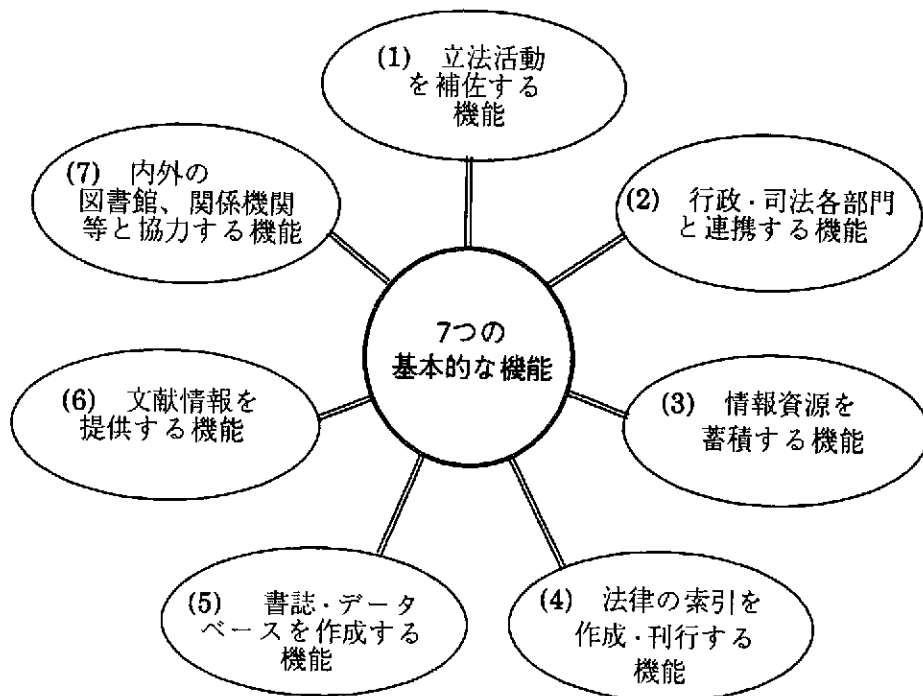 (1) 立法活動
を補佐する
機能
(2) 行政・司法各部門
と連携する機能
(3) 情報資源を
蓄積する機能
(4) 法律の索引を
作成・刊行する
機能
(5) 書誌・データ
ベースを作成する
機能
(6) 文献情報を
提供する機能
(7) 内外の
図書館、関係機関
等と協力する機能
7つの
基本的な機能